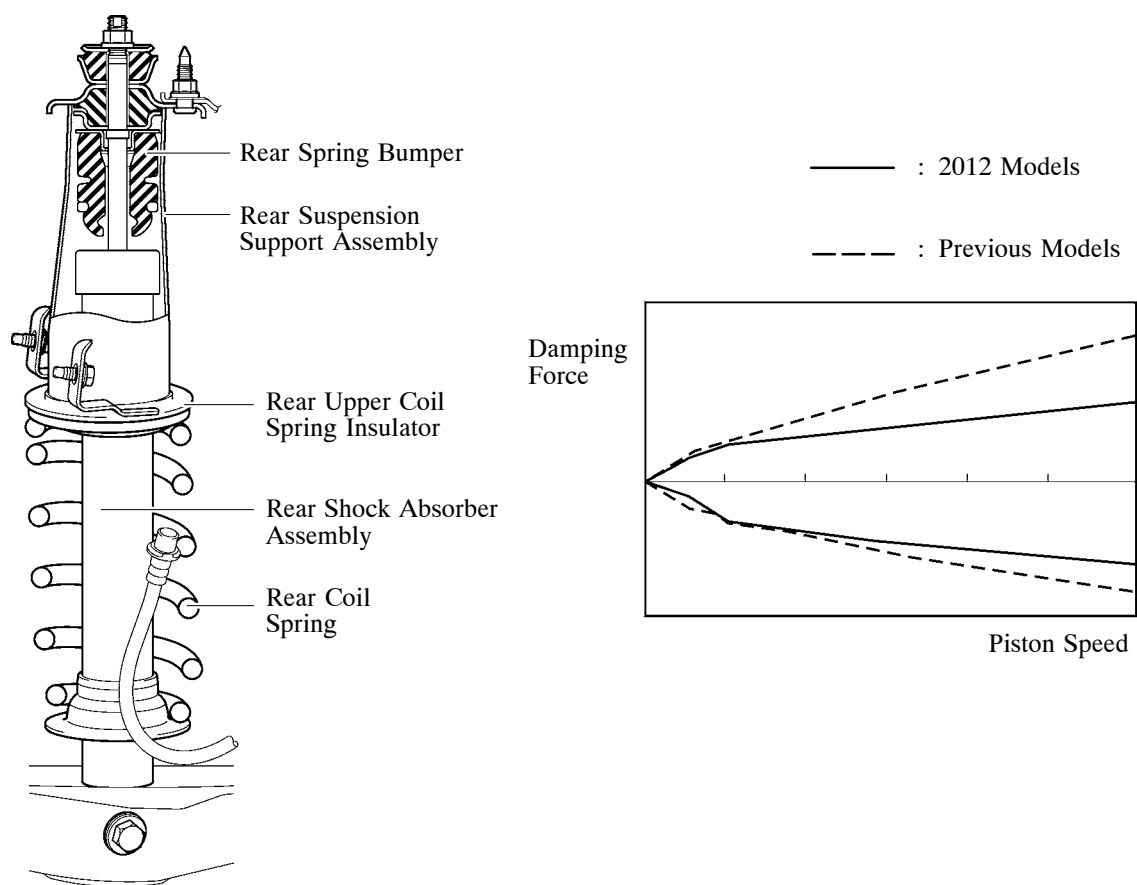 Rear Spring Bumper
Rear Suspension
Support Assembly
Rear Upper Coil
Spring Insulator
Rear Shock Absorber
Assembly
Rear Coil
Spring
: 2012 Models
: Previous Models
Damping
Force
Piston Speed